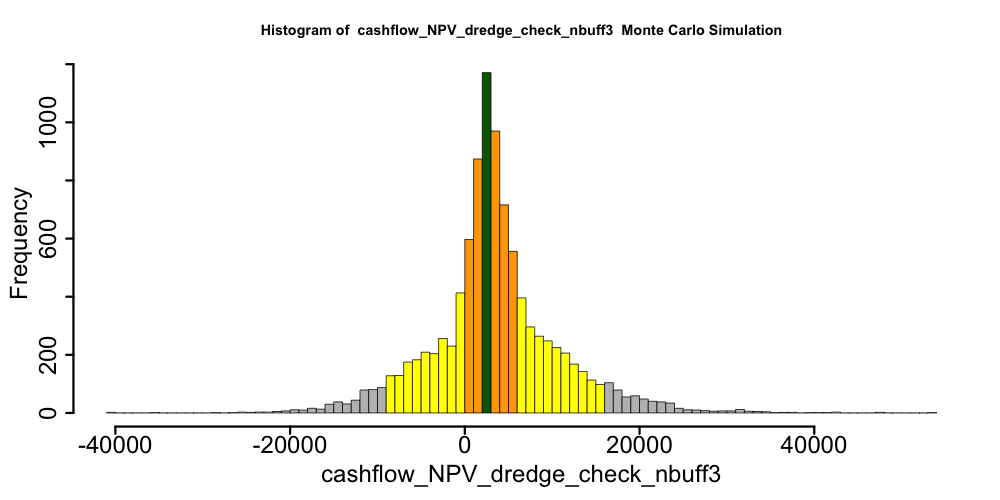 Histogram of  cashflow_NPV_dredge_check_nbuff3  Monte Carlo Simulation
Frequency
1000
600
200
0
-40000 -20000 0 20000 40000
cashflow_NPV_dredge_check_nbuff3